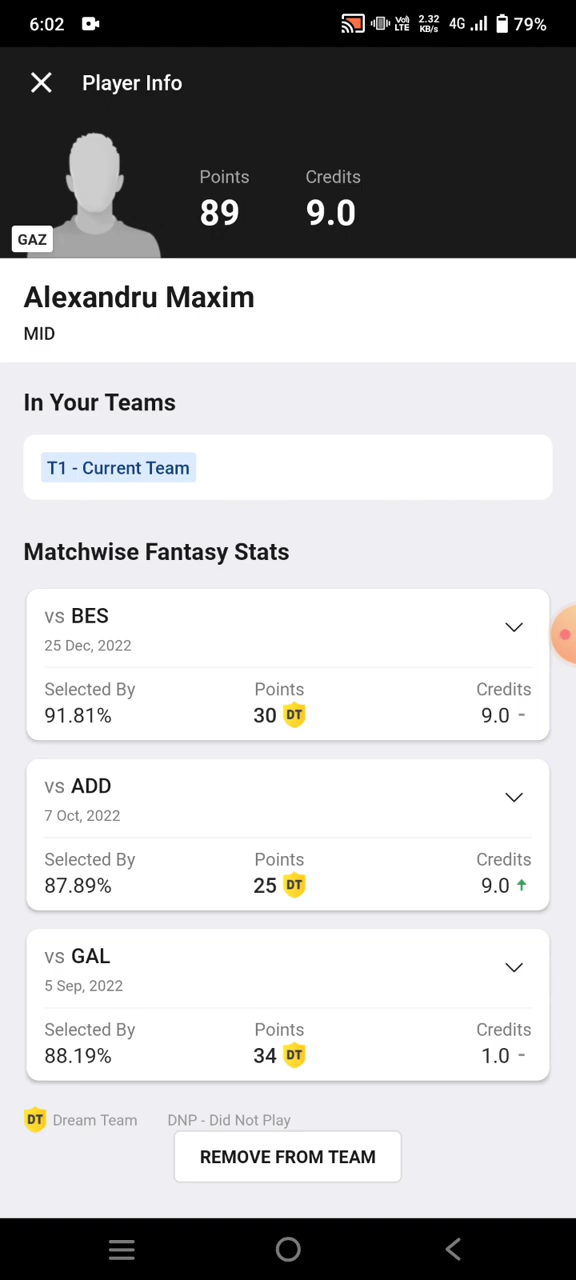 6:02 Vol LTE 2.32 KB/s 4G 79%
Player Info
Points Credits
89 9.0
GAZ
Alexandru Maxim
MID
In Your Teams
T1 - Current Team
Matchwise Fantasy Stats
vs BES
25 Dec, 2022
Selected By Points Credits
91.81% 30 DT 9.0 -
vs ADD
7 Oct, 2022
Selected By Points Credits
87.89% 25 DT 9.0
vs GAL
5 Sep, 2022
Selected By Points Credits
88.19% 34 DT 1.0 -
DT Dream Team DNP - Did Not Play
REMOVE FROM TEAM